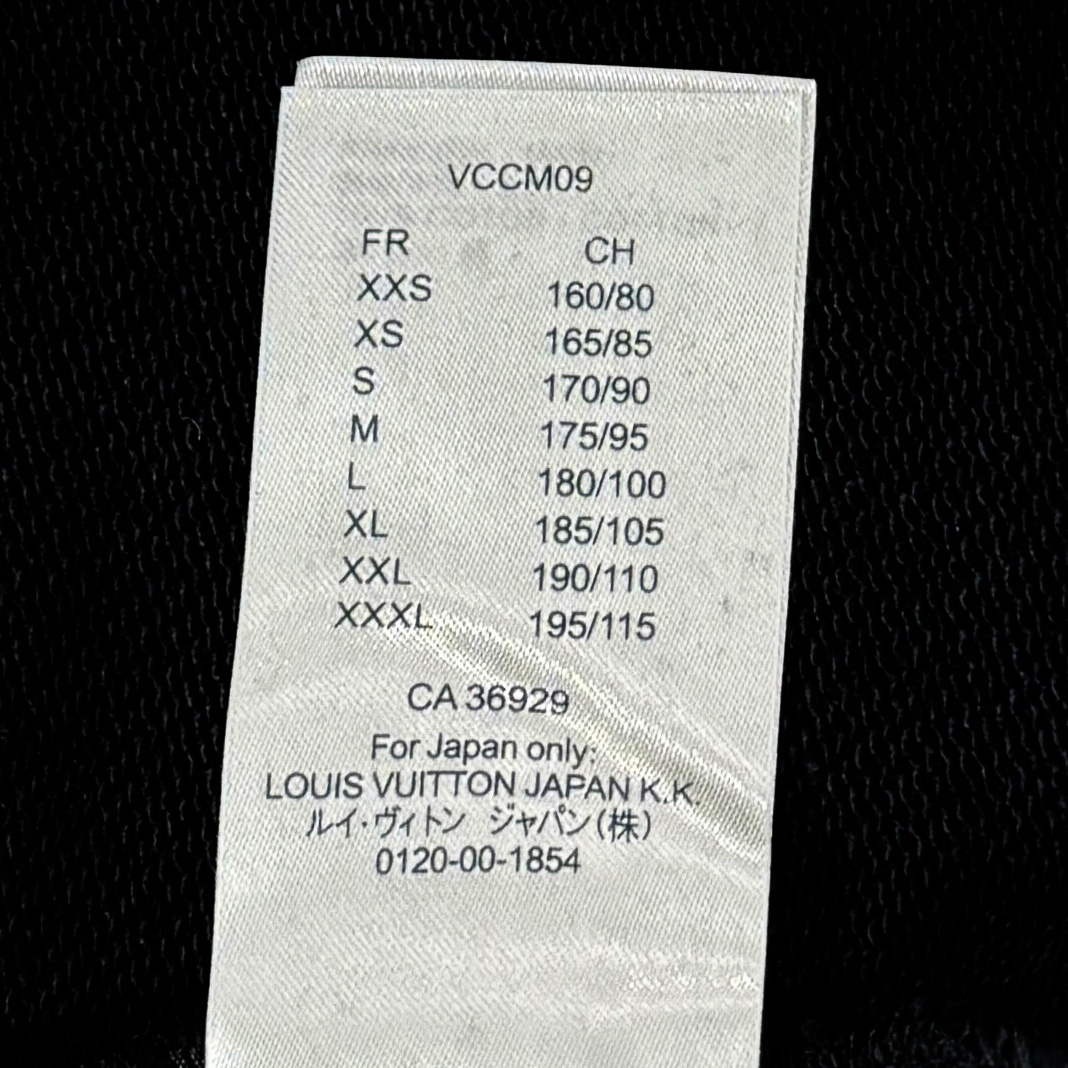 VCCM09
FR CH
XXS 160/80
XS 165/85
S 170/90
M 175/95
L 180/100
XL 185/105
XXL 190/110
XXXL 195/115
CA 36929
For Japan only:
LOUIS VUITTON JAPAN K.K.
ルイ・ヴィトン ジャパン(株)
0120-00-1854